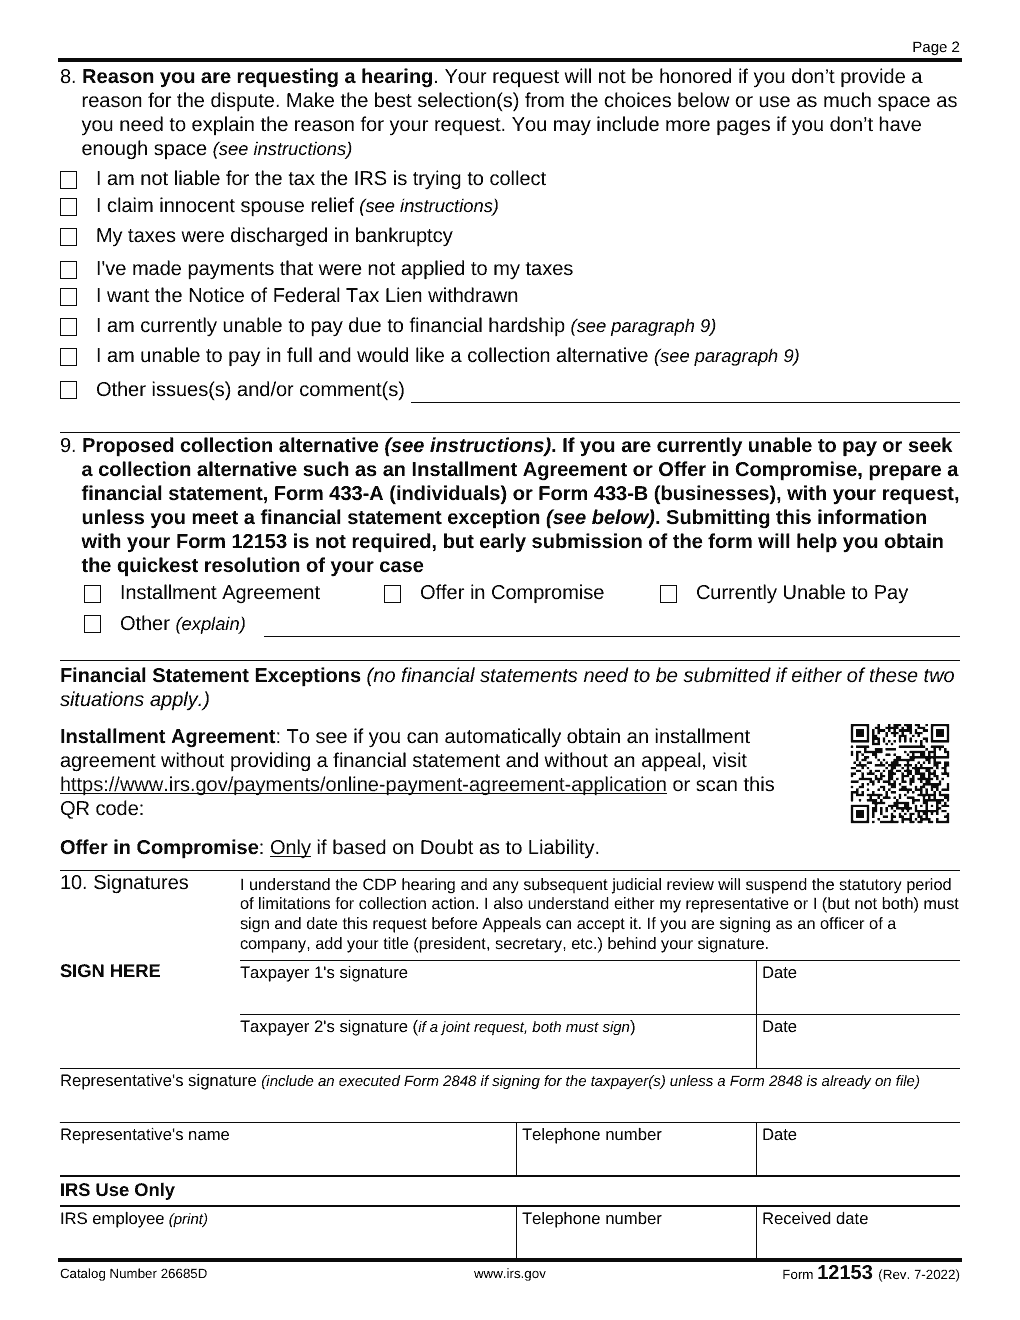 Page 2
8. Reason you are requesting a hearing. Your request will not be honored if you don’t provide a
reason for the dispute. Make the best selection(s) from the choices below or use as much space as
you need to explain the reason for your request. You may include more pages if you don’t have
enough space (see instructions)
I am not liable for the tax the IRS is trying to collect
I claim innocent spouse relief (see instructions)
My taxes were discharged in bankruptcy
I've made payments that were not applied to my taxes
I want the Notice of Federal Tax Lien withdrawn
I am currently unable to pay due to financial hardship (see paragraph 9)
I am unable to pay in full and would like a collection alternative (see paragraph 9)
Other issues(s) and/or comment(s)
9. Proposed collection alternative (see instructions). If you are currently unable to pay or seek
a collection alternative such as an Installment Agreement or Offer in Compromise, prepare a
financial statement, Form 433-A (individuals) or Form 433-B (businesses), with your request,
unless you meet a financial statement exception (see below). Submitting this information
with your Form 12153 is not required, but early submission of the form will help you obtain
the quickest resolution of your case
Installment Agreement Offer in Compromise Currently Unable to Pay
Other (explain)
Financial Statement Exceptions (no financial statements need to be submitted if either of these two
situations apply.)
Installment Agreement: To see if you can automatically obtain an installment
agreement without providing a financial statement and without an appeal, visit
https://www.irs.gov/payments/online-payment-agreement-application or scan this
QR code:
Offer in Compromise: Only if based on Doubt as to Liability.
10. Signatures I understand the CDP hearing and any subsequent judicial review will suspend the statutory period
of limitations for collection action. I also understand either my representative or I (but not both) must
sign and date this request before Appeals can accept it. If you are signing as an officer of a
company, add your title (president, secretary, etc.) behind your signature.
SIGN HERE Taxpayer 1's signature Date
Taxpayer 2's signature (if a joint request, both must sign) Date
Representative's signature (include an executed Form 2848 if signing for the taxpayer(s) unless a Form 2848 is already on file)
Representative's name Telephone number Date
IRS Use Only
IRS employee (print) Telephone number Received date
Catalog Number 26685D www.irs.gov Form 12153 (Rev. 7-2022)